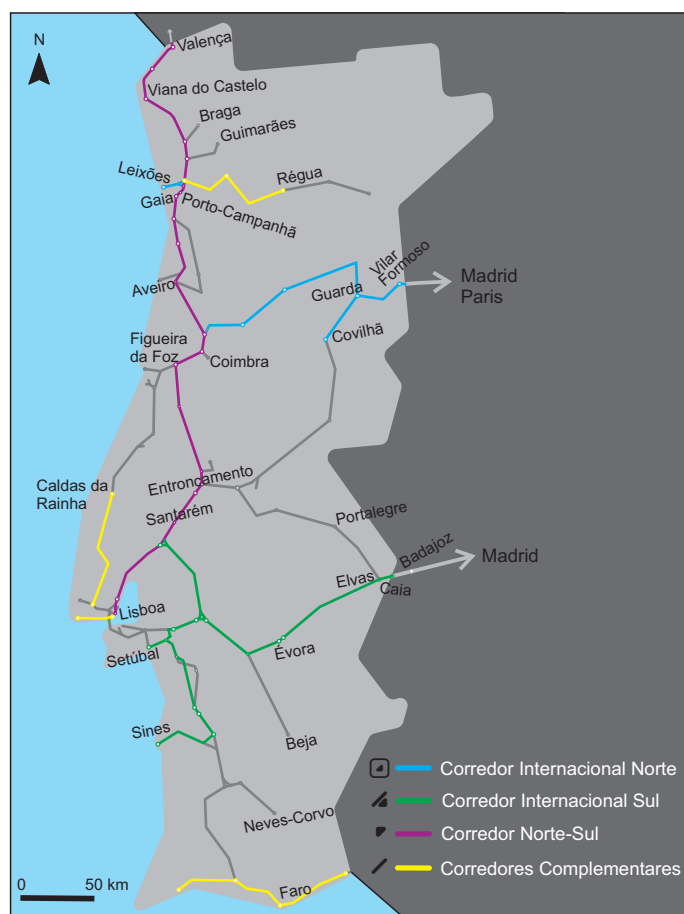 N
Valença
Viana do Castelo
Braga
Guimarães
Leixões
Régua
Gaia
Porto-Campanhã
Vilar
Formoso
Madrid
Paris
Aveiro
Guarda
Figueira
da Foz
Coimbra
Covilhã
Entroncamento
Caldas da
Rainha
Santarém
Portalegre
Badajoz
Madrid
Elvas
Caia
Lisboa
Setúbal
Évora
Sines
Beja
Corredor Internacional Norte
Corredor Internacional Sul
Neves-Corvo
Corredor Norte-Sul
Corredores Complementares
0 50 km
Faro